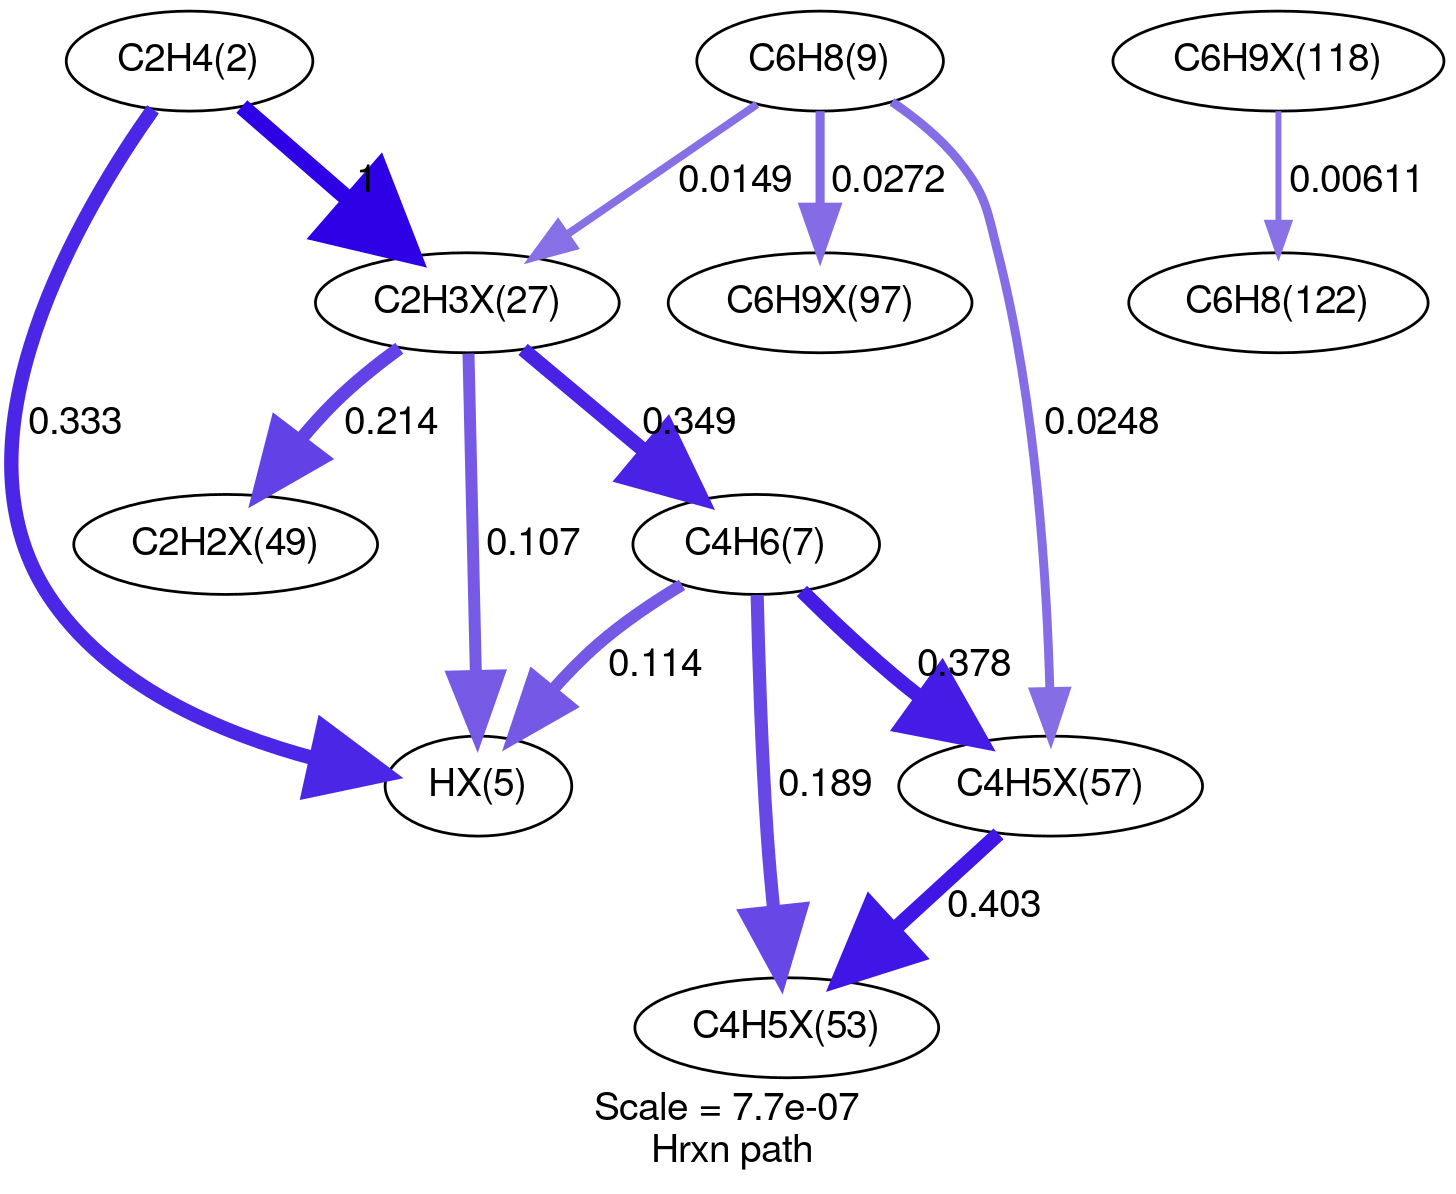 C2H4(2)
C6H8(9)
C6H9X(118)
1
0.0149
0.0272
0.00611
C2H3X(27)
C6H9X(97)
C6H8(122)
0.333
0.214
0.349
0.0248
C2H2X(49)
0.107
C4H6(7)
0.114
0.378
HX(5)
0.189
C4H5X(57)
0.403
C4H5X(53)
Scale = 7.7e-07
Hrxn path